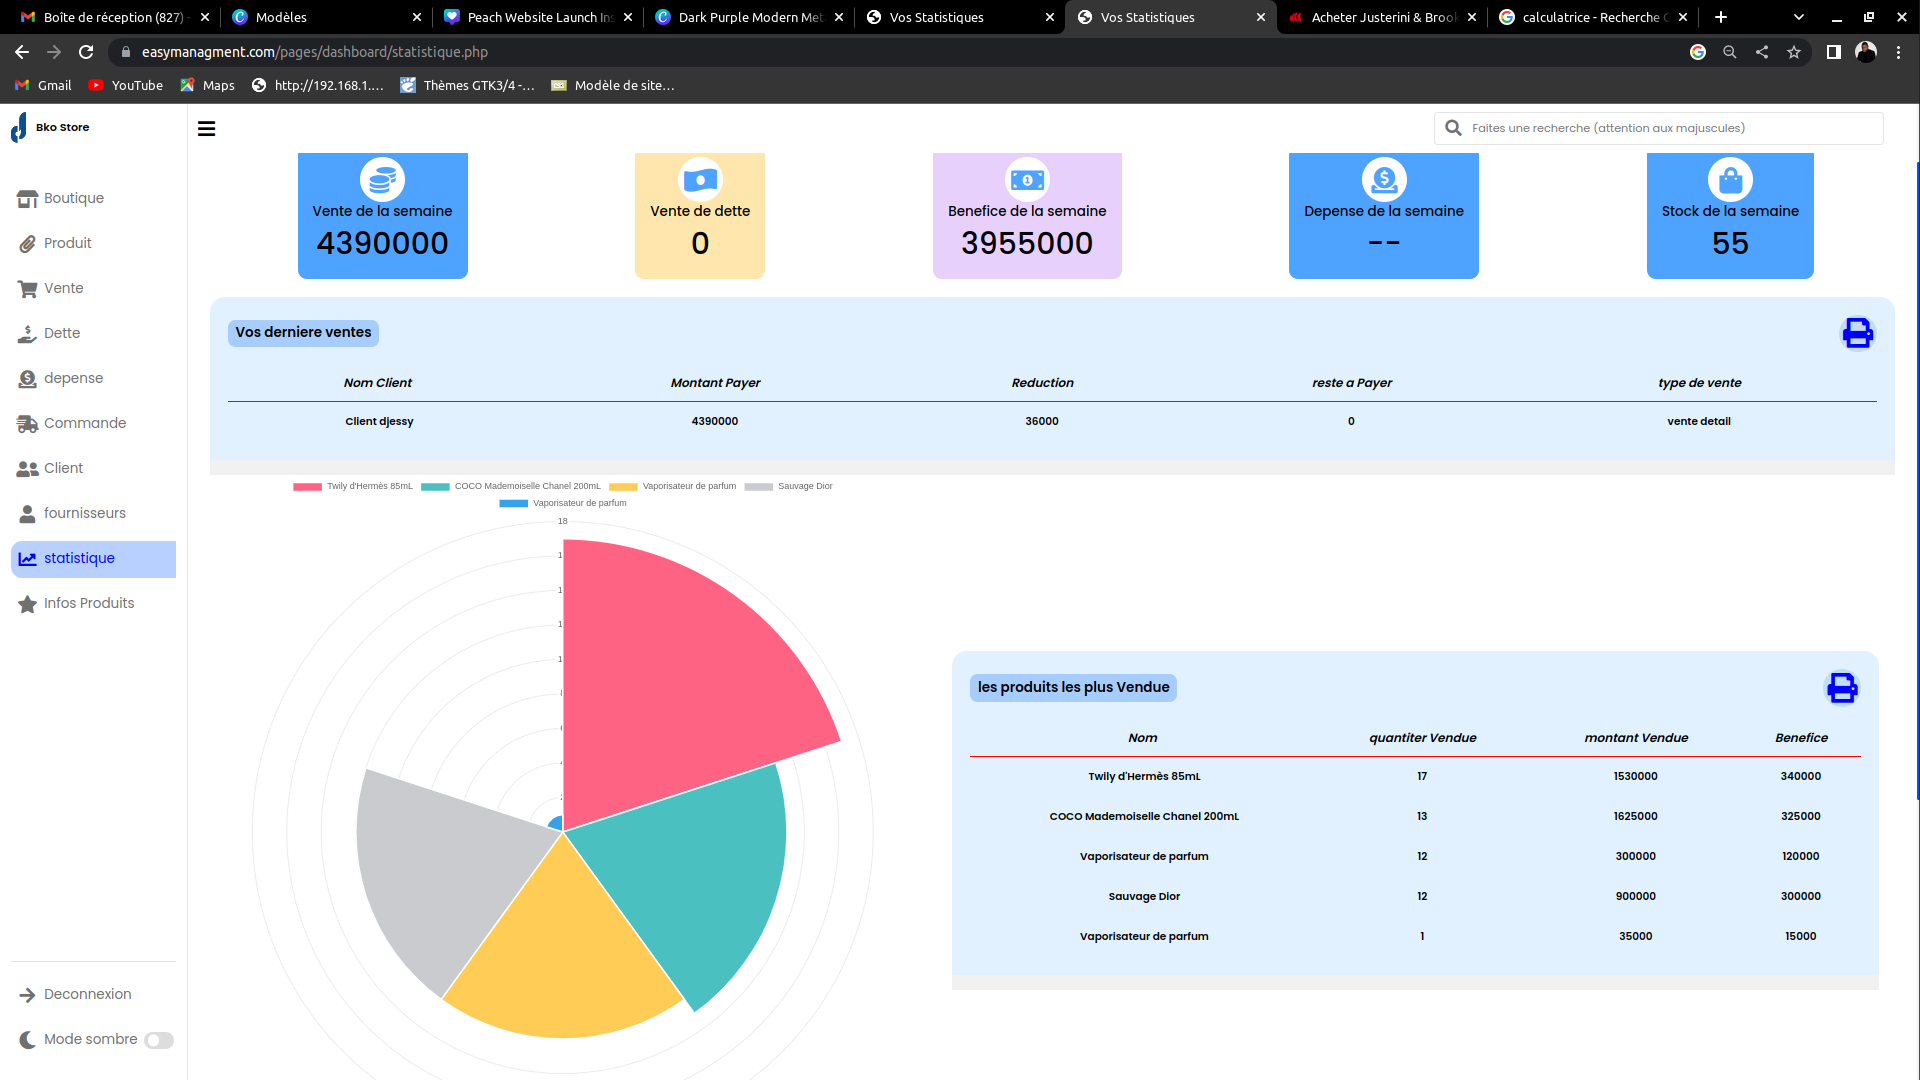 Boîte de réception (827)
Modèles
Peach Website Launch Ins
Dark Purple Modern Met
Vos Statistiques
Vos Statistiques
Acheter Justerini & Brook
calculatrice - Recherche G
easymanagment.com/pages/dashboard/statistique.php
Gmail
YouTube
Maps
http://192.168.1....
Thèmes GTK3/4 -...
Modèle de site...
Bko Store
Faites une recherche (attention aux majuscules)
Boutique
Produit
Vente
Dette
depense
Commande
Client
fournisseurs
statistique
Infos Produits
Deconnexion
Mode sombre
Vente de la semaine
4390000
Vente de dette
0
Benefice de la semaine
3955000
Depense de la semaine
--
Stock de la semaine
55
Vos derniere ventes
Nom Client Montant Payer Reduction reste a Payer type de vente
Client djessy 4390000 36000 0 vente detail
Twily d'Hermès 85mL COCO Mademoiselle Chanel 200mL Vaporisateur de parfum Sauvage Dior
Vaporisateur de parfum
18
les produits les plus Vendue
Nom quantiter Vendue montant Vendue Benefice
Twily d'Hermès 85mL 17 1530000 340000
COCO Mademoiselle Chanel 200mL 13 1625000 325000
Vaporisateur de parfum 12 300000 120000
Sauvage Dior 12 900000 300000
Vaporisateur de parfum 1 35000 15000